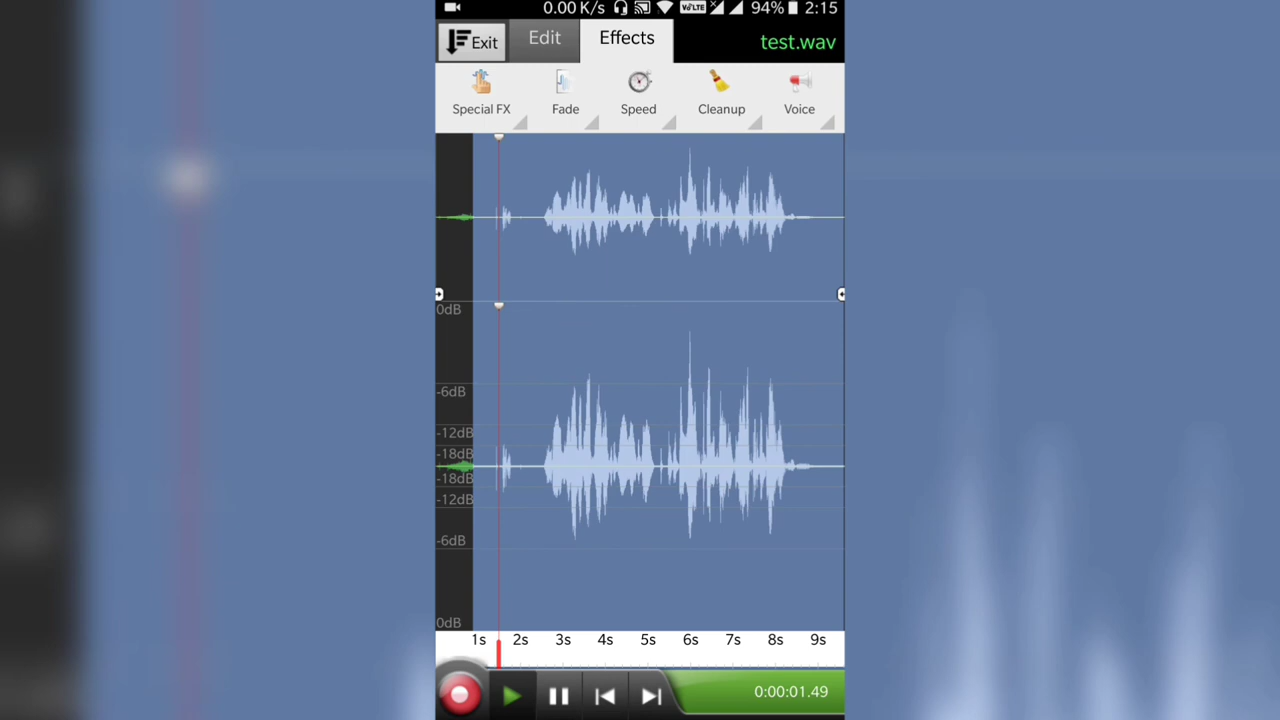 0.00 K/s VoLTE 94% 2:15
Exit Edit Effects test.wav
Special FX Fade Speed Cleanup Voice
0dB
-6dB
-12dB
-18dB
-18dB
-12dB
-6dB
0dB
1s 2s 3s 4s 5s 6s 7s 8s 9s
0:00:01.49